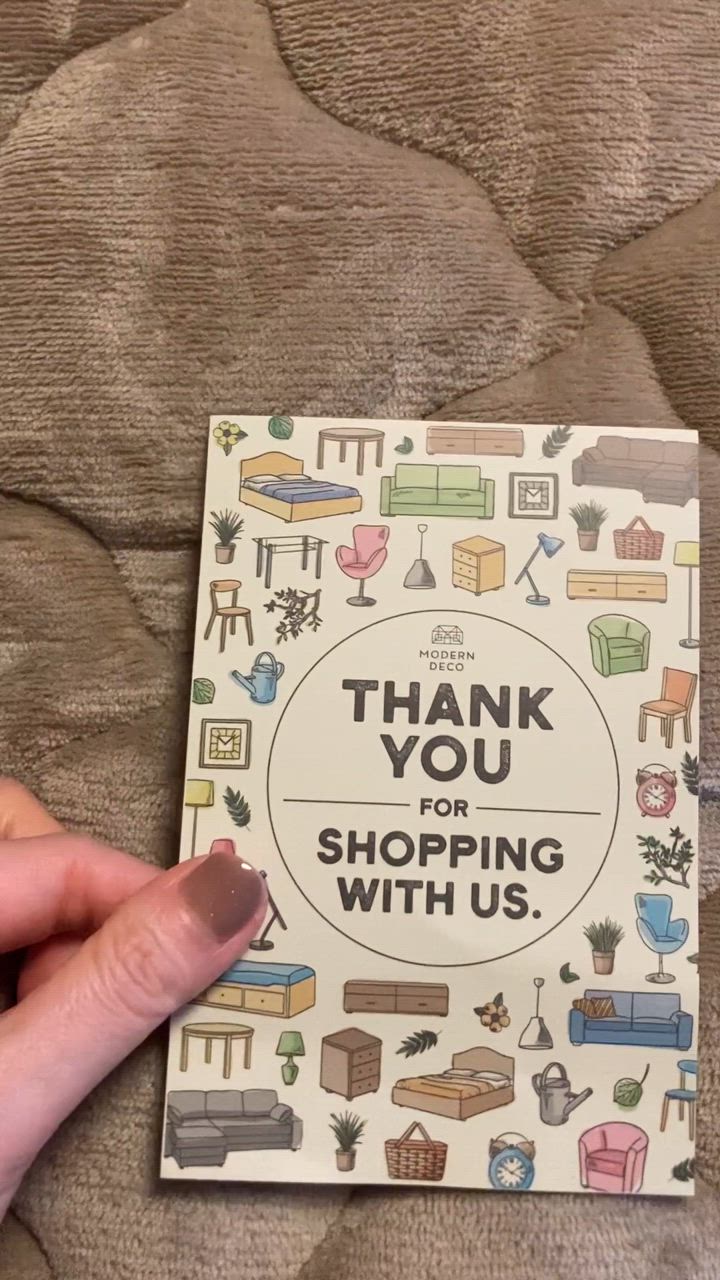 MODERN
DECO
THANK
YOU
FOR
SHOPPING
WITH US.